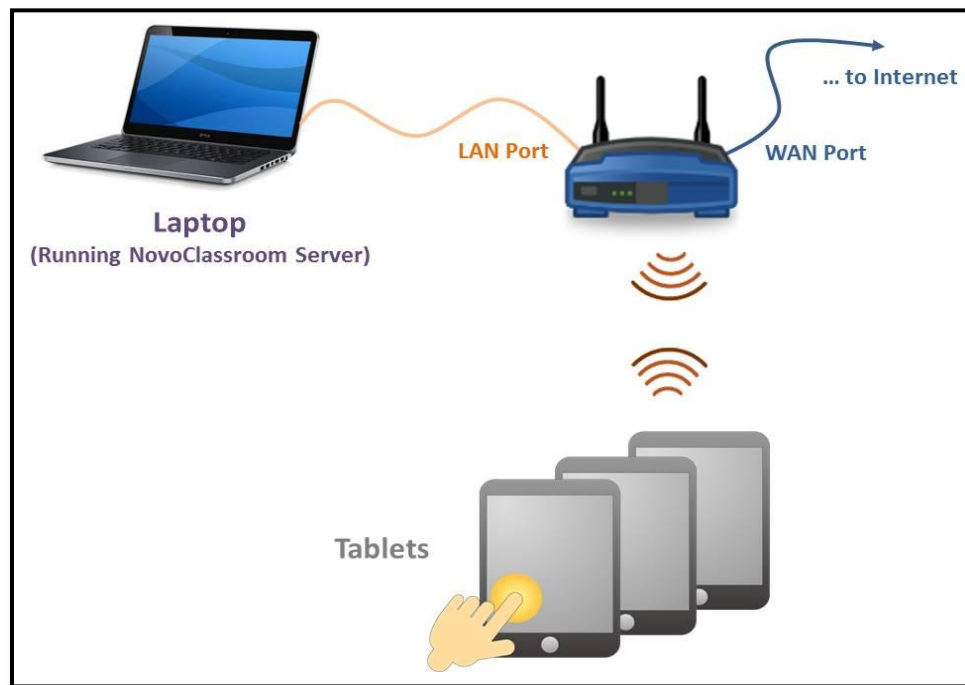 ... to Internet
LAN Port
WAN Port
Laptop
(Running NovoClassroom Server)
Tablets